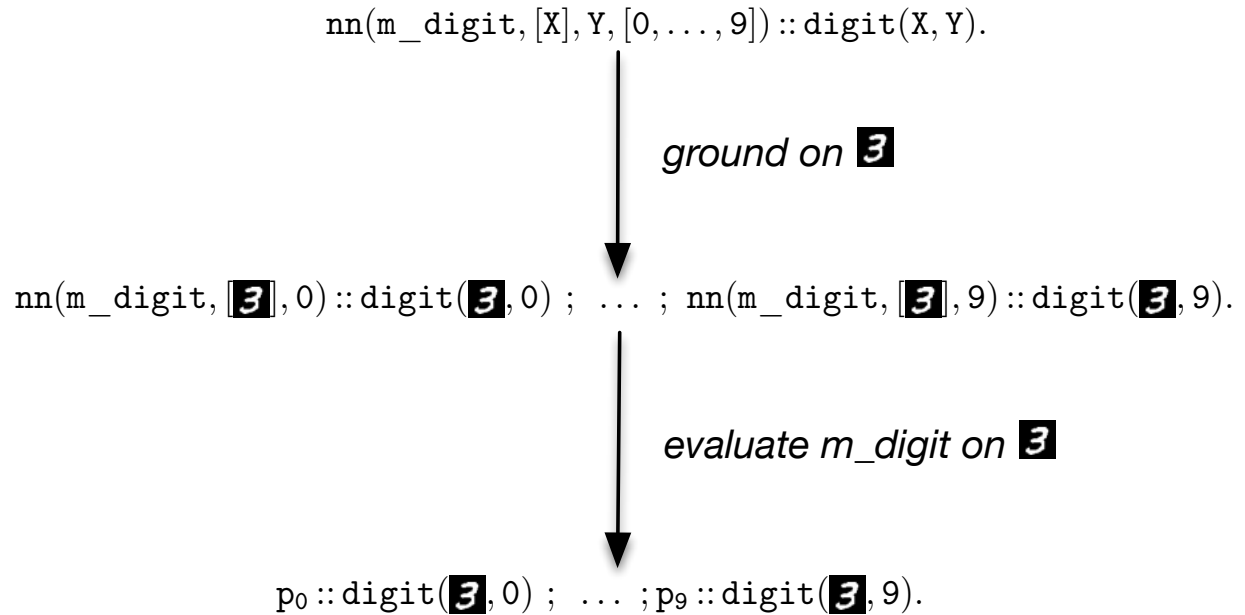 nn(m_digit, [X], Y, [0, ..., 9]) :: digit(X, Y).
ground on 3
nn(m_digit, [3], 0) :: digit(3, 0) ; ... ; nn(m_digit, [3], 9) :: digit(3, 9).
evaluate m_digit on 3
p₀ :: digit(3, 0) ; ... ; p₉ :: digit(3, 9).